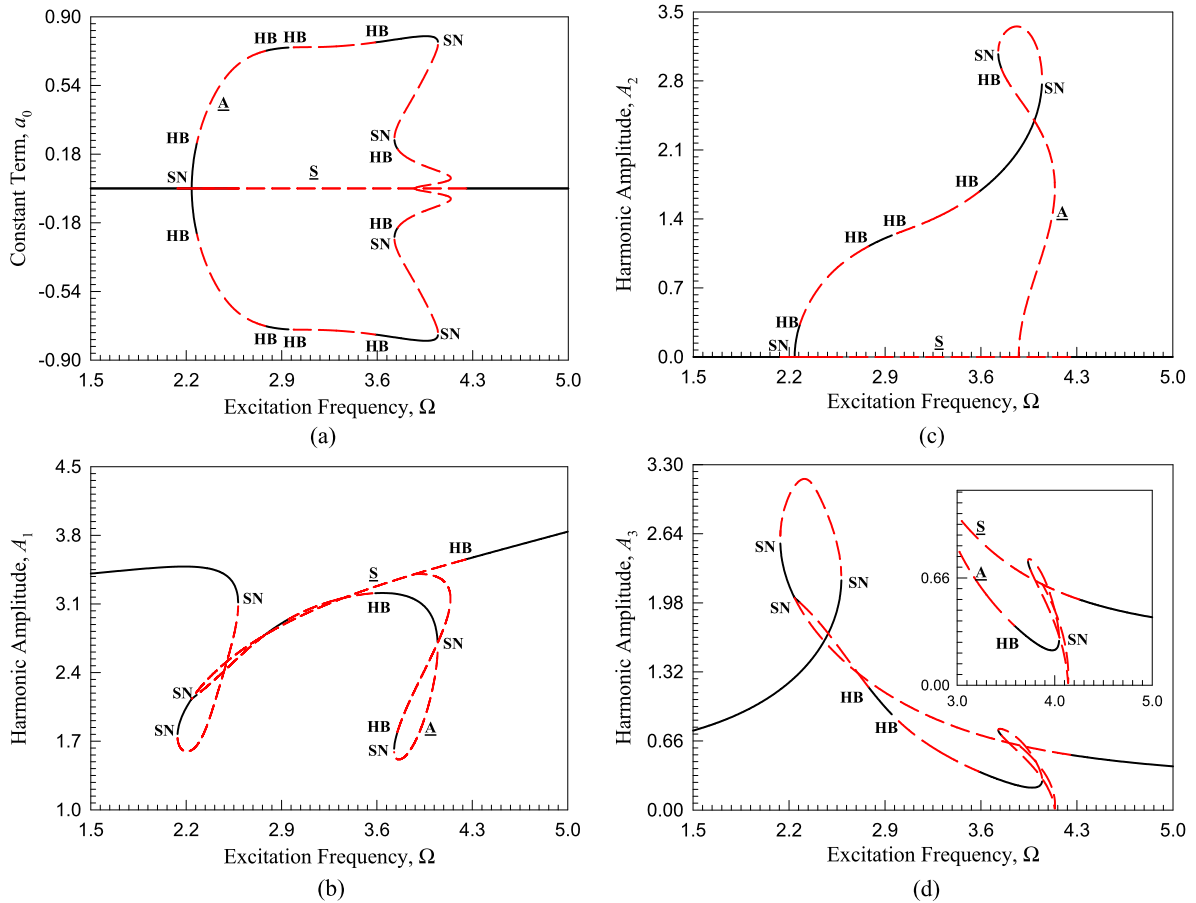 0.90
0.54
0.18
-0.18
-0.54
-0.90
Constant Term, a0
HB HB
SN
A
HB
SN
HB
SN
S
HB
HB
HB
SN
HB
HB
HB
SN
1.5 2.2 2.9 3.6 4.3 5.0
Excitation Frequency, Ω
(a)
3.5
2.8
2.1
1.4
0.7
0.0
Harmonic Amplitude, A2
SN
HB
SN
HB
HB
HB
A
HB
SN
S
1.5 2.2 2.9 3.6 4.3 5.0
Excitation Frequency, Ω
(c)
4.5
3.8
3.1
2.4
1.7
1.0
Harmonic Amplitude, A1
HB
S
SN
HB
SN
SN
SN
HB
A
SN
1.5 2.2 2.9 3.6 4.3 5.0
Excitation Frequency, Ω
(b)
3.30
2.64
1.98
1.32
0.66
0.00
Harmonic Amplitude, A3
SN
SN
SN
HB
HB
S
0.66
A
HB
SN
0.00
3.0 4.0 5.0
1.5 2.2 2.9 3.6 4.3 5.0
Excitation Frequency, Ω
(d)